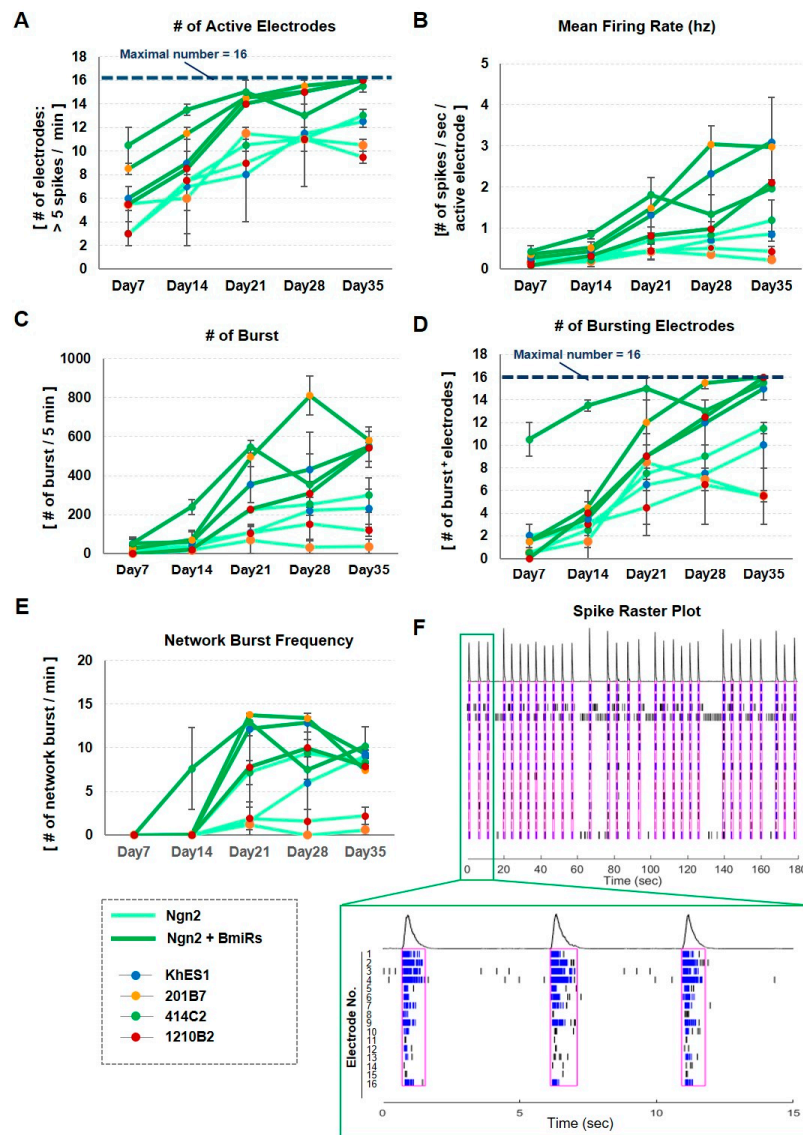 A
# of Active Electrodes
Maximal number = 16
[ # of electrodes:
> 5 spikes / min ]
18
16
14
12
10
8
6
4
2
0
Day7 Day14 Day21 Day28 Day35
B
Mean Firing Rate (hz)
[# of spikes / sec /
active electrode ]
5
4
3
2
1
0
Day7 Day14 Day21 Day28 Day35
C
# of Burst
[ # of burst / 5 min ]
1000
800
600
400
200
0
Day7 Day14 Day21 Day28 Day35
D
# of Bursting Electrodes
Maximal number = 16
[ # of burst+ electrodes ]
18
16
14
12
10
8
6
4
2
0
Day7 Day14 Day21 Day28 Day35
E
Network Burst Frequency
[ # of network burst / min ]
20
15
10
5
0
Day7 Day14 Day21 Day28 Day35
Ngn2
Ngn2 + BmiRs
KhES1
201B7
414C2
1210B2
F
Spike Raster Plot
0 20 40 60 80 100 120 140 160 180
Time (sec)
Electrode No.
1
2
3
4
5
6
7
8
9
10
11
12
13
14
15
16
0 5 10 15
Time (sec)